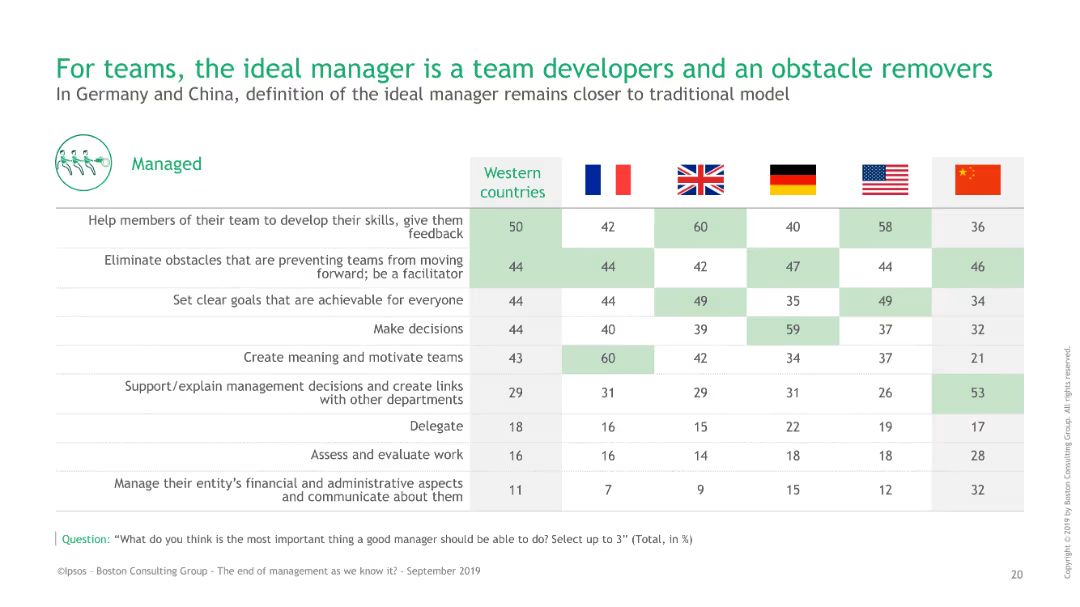 For teams, the ideal manager is a team developers and an obstacle removers
In Germany and China, definition of the ideal manager remains closer to traditional model
Managed
Western
countries
Help members of their team to develop their skills, give them
feedback
50 42 60 40 58 36
Eliminate obstacles that are preventing teams from moving
forward; be a facilitator
44 44 42 47 44 46
Set clear goals that are achievable for everyone 44 44 49 35 49 34
Make decisions 44 40 39 59 37 32
Create meaning and motivate teams 43 60 42 34 37 21
Support/explain management decisions and create links
with other departments
29 31 29 31 26 53
Delegate 18 16 15 22 19 17
Assess and evaluate work 16 16 14 18 18 28
Manage their entity's financial and administrative aspects
and communicate about them
11 7 9 15 12 32
Question: "What do you think is the most important thing a good manager should be able to do? Select up to 3" (Total, in %)
©Ipsos - Boston Consulting Group - The end of management as we know it? - September 2019
20
Copyright © 2019 by Boston Consulting Group. All rights reserved.